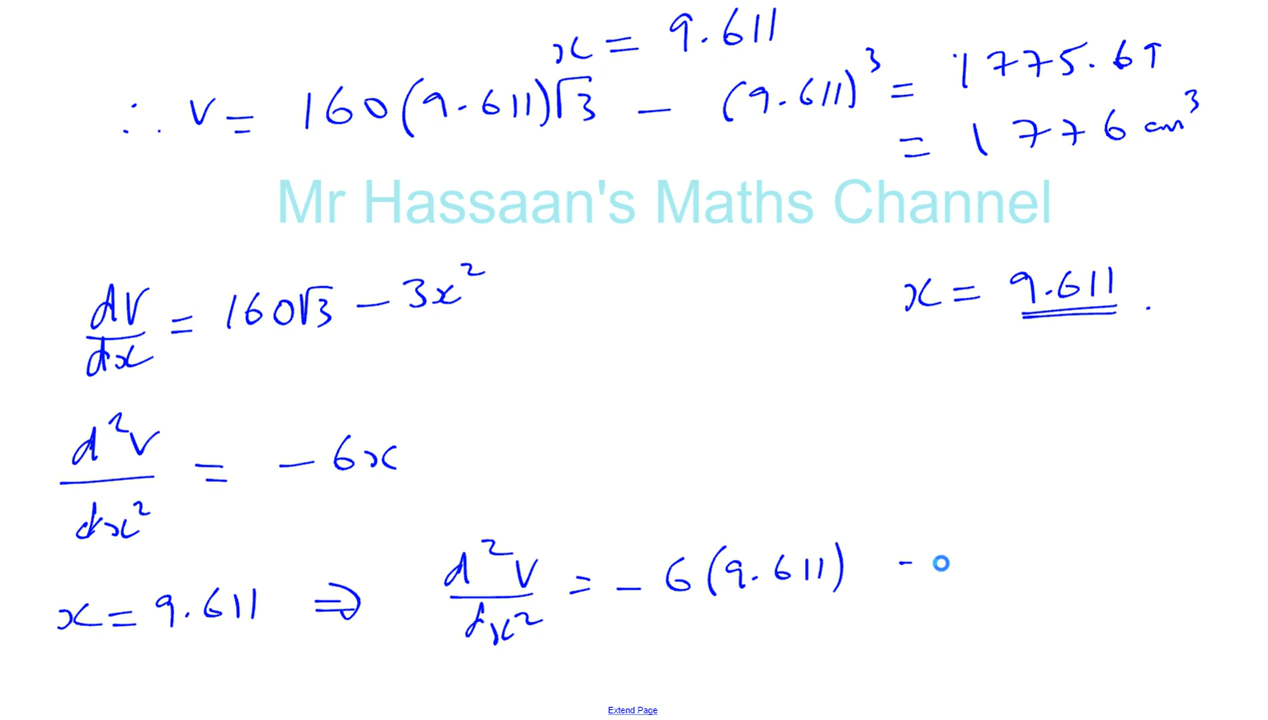 x = 9.611
∴ V = 160(9.611)√3 − (9.611)³ = 1775.61
= 1776 cm³
Mr Hassaan's Maths Channel
dV/dx = 160√3 − 3x²
x = 9.611.
d²V/dx² = − 6x
x = 9.611 ⇒ d²V/dx² = − 6(9.611) -
Extend Page